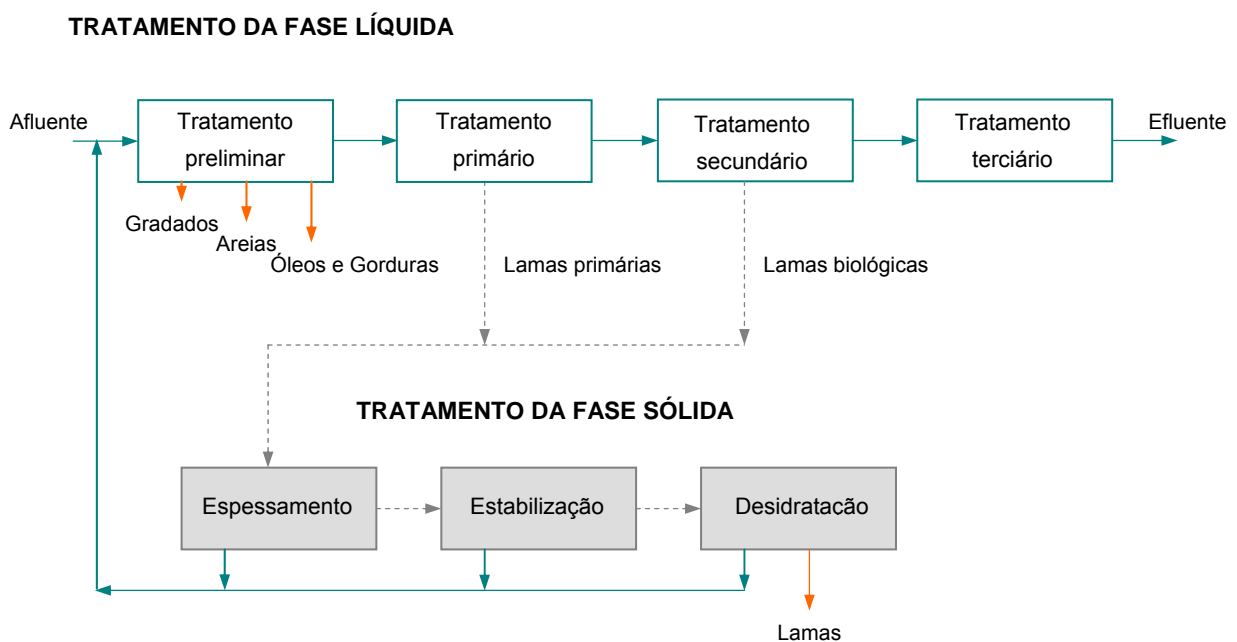 TRATAMENTO DA FASE LÍQUIDA
Afluente
Tratamento
preliminar
Tratamento
primário
Tratamento
secundário
Tratamento
terciário
Efluente
Gradados
Areias
Óleos e Gorduras
Lamas primárias
Lamas biológicas
TRATAMENTO DA FASE SÓLIDA
Espessamento
Estabilização
Desidratacão
Lamas